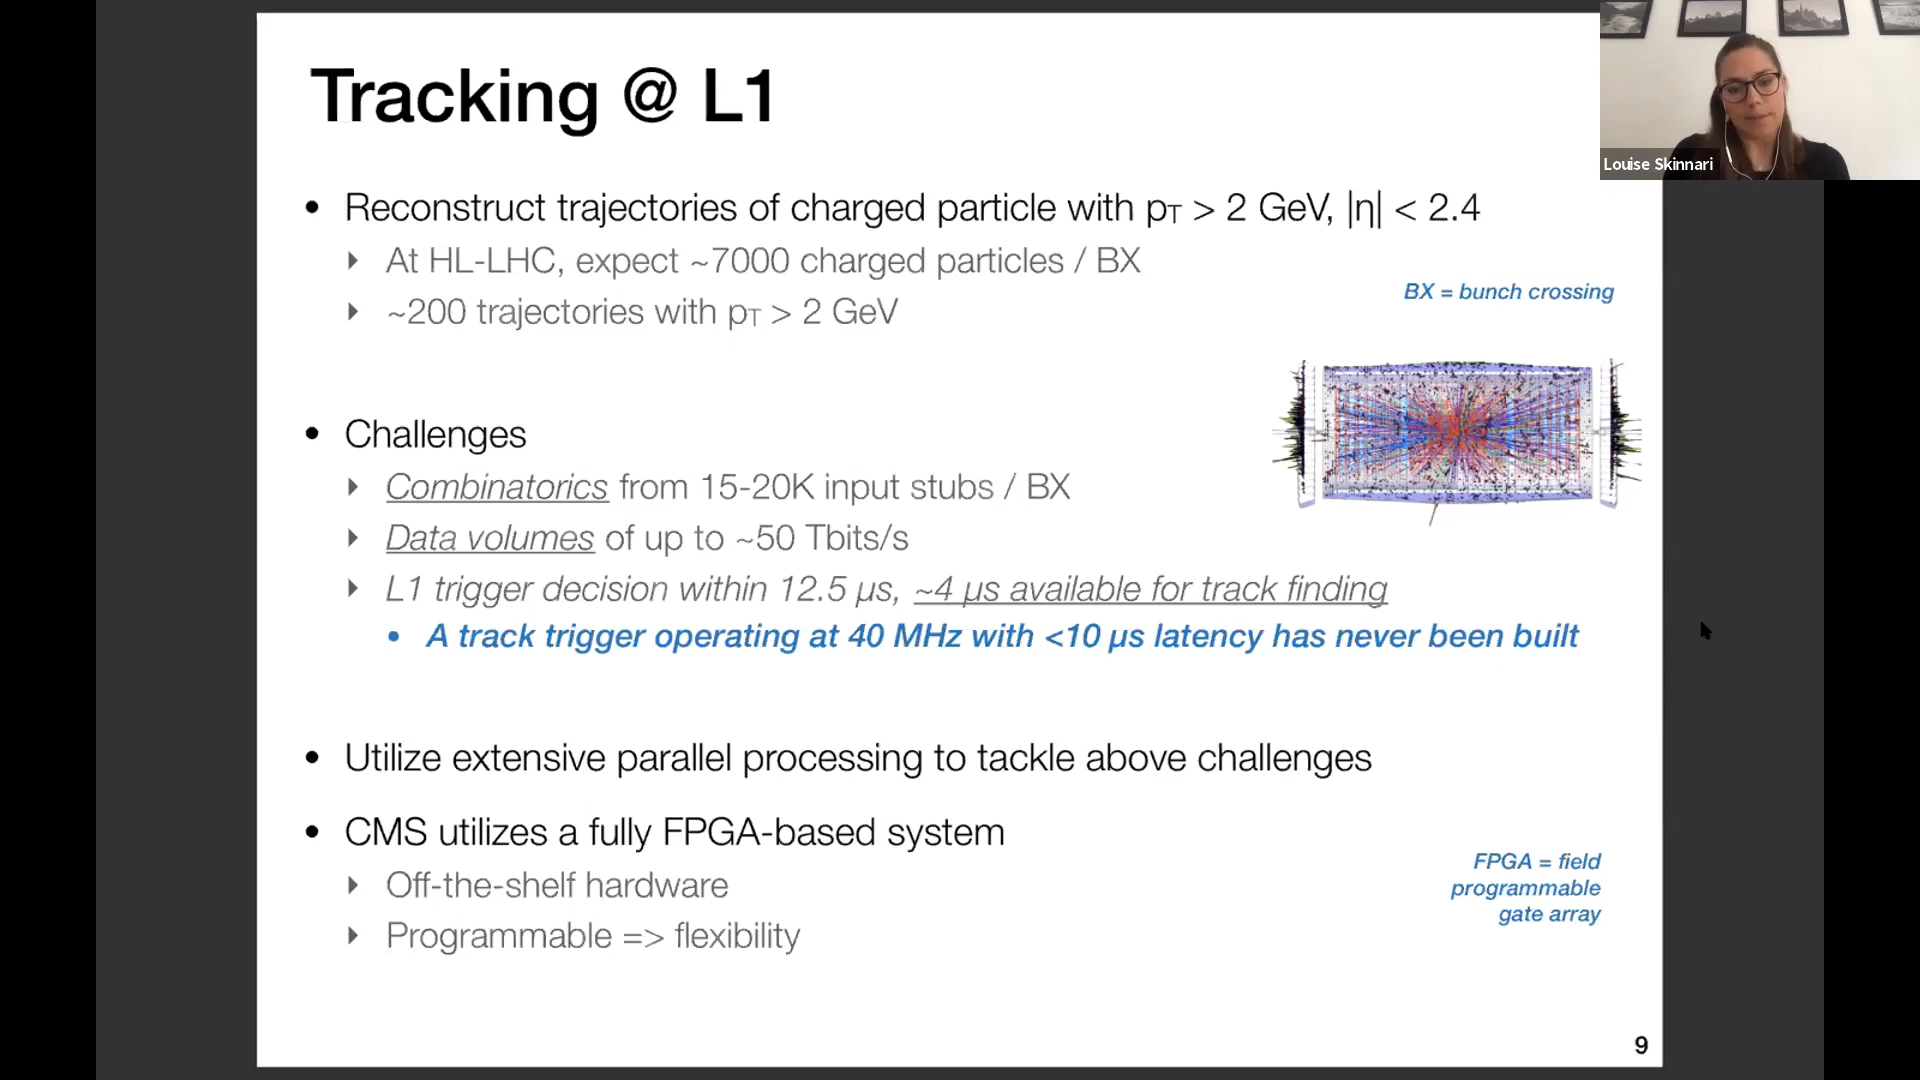 Tracking @ L1
Louise Skinnari
• Reconstruct trajectories of charged particle with pT > 2 GeV, |η| < 2.4
‣ At HL-LHC, expect ~7000 charged particles / BX
BX = bunch crossing
‣ ~200 trajectories with pT > 2 GeV
• Challenges
‣ Combinatorics from 15-20K input stubs / BX
‣ Data volumes of up to ~50 Tbits/s
‣ L1 trigger decision within 12.5 μs, ~4 μs available for track finding
• A track trigger operating at 40 MHz with <10 μs latency has never been built
• Utilize extensive parallel processing to tackle above challenges
• CMS utilizes a fully FPGA-based system
‣ Off-the-shelf hardware
‣ Programmable => flexibility
FPGA = field
programmable
gate array
9